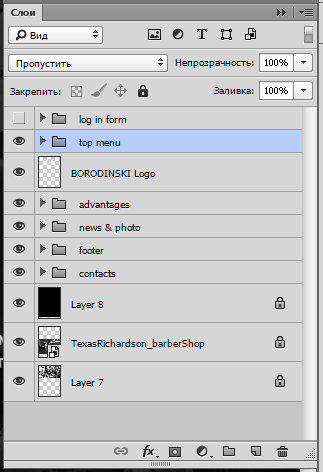 Слои
Вид
Пропустить Непрозрачность: 100%
Закрепить: Заливка: 100%
log in form
top menu
BORODINSKI Logo
advantages
news & photo
footer
contacts
Layer 8
TexasRichardson_barberShop
Layer 7
fx